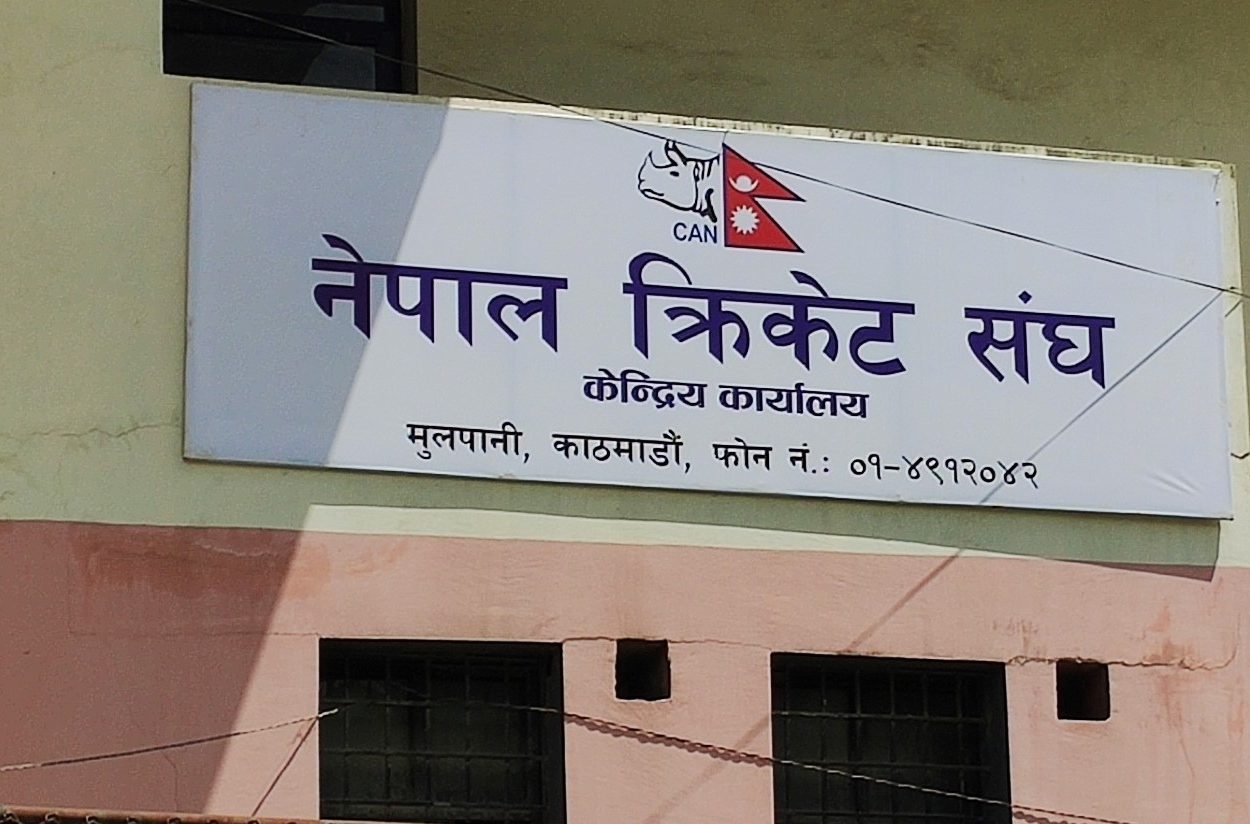 CAN
नेपाल क्रिकेट संघ
केन्द्रिय कार्यालय
मुलपानी, काठमाडौं, फोन नं.: ०१-४९१२०४२